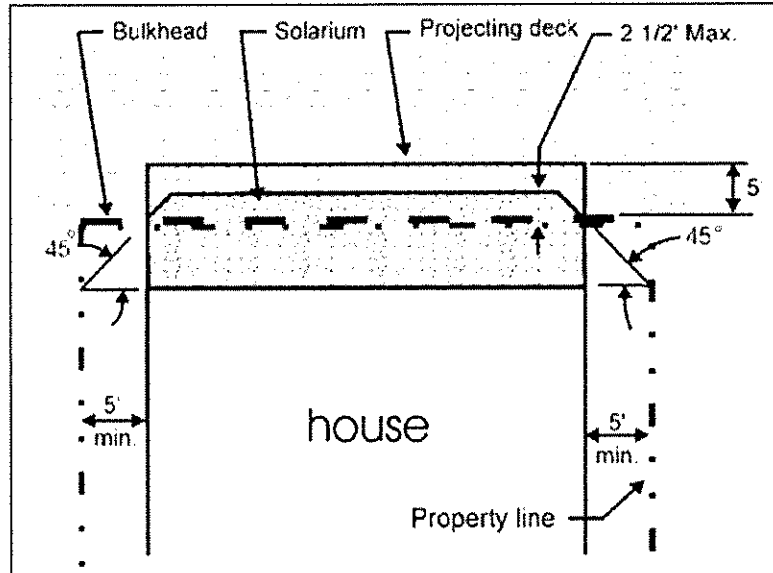 Bulkhead
Solarium
Projecting deck
2 1/2' Max.
5'
45°
45°
5'
min.
house
5'
min.
Property line